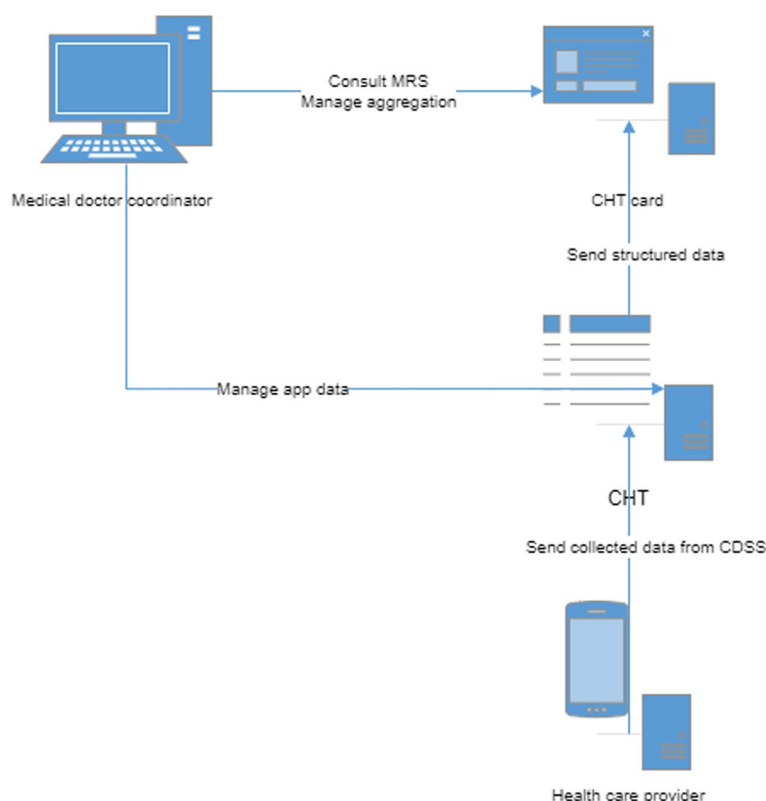 Consult MRS
Manage aggregation
Medical doctor coordinator
CHT card
Send structured data
Manage app data
CHT
Send collected data from CDSS
Health care provider